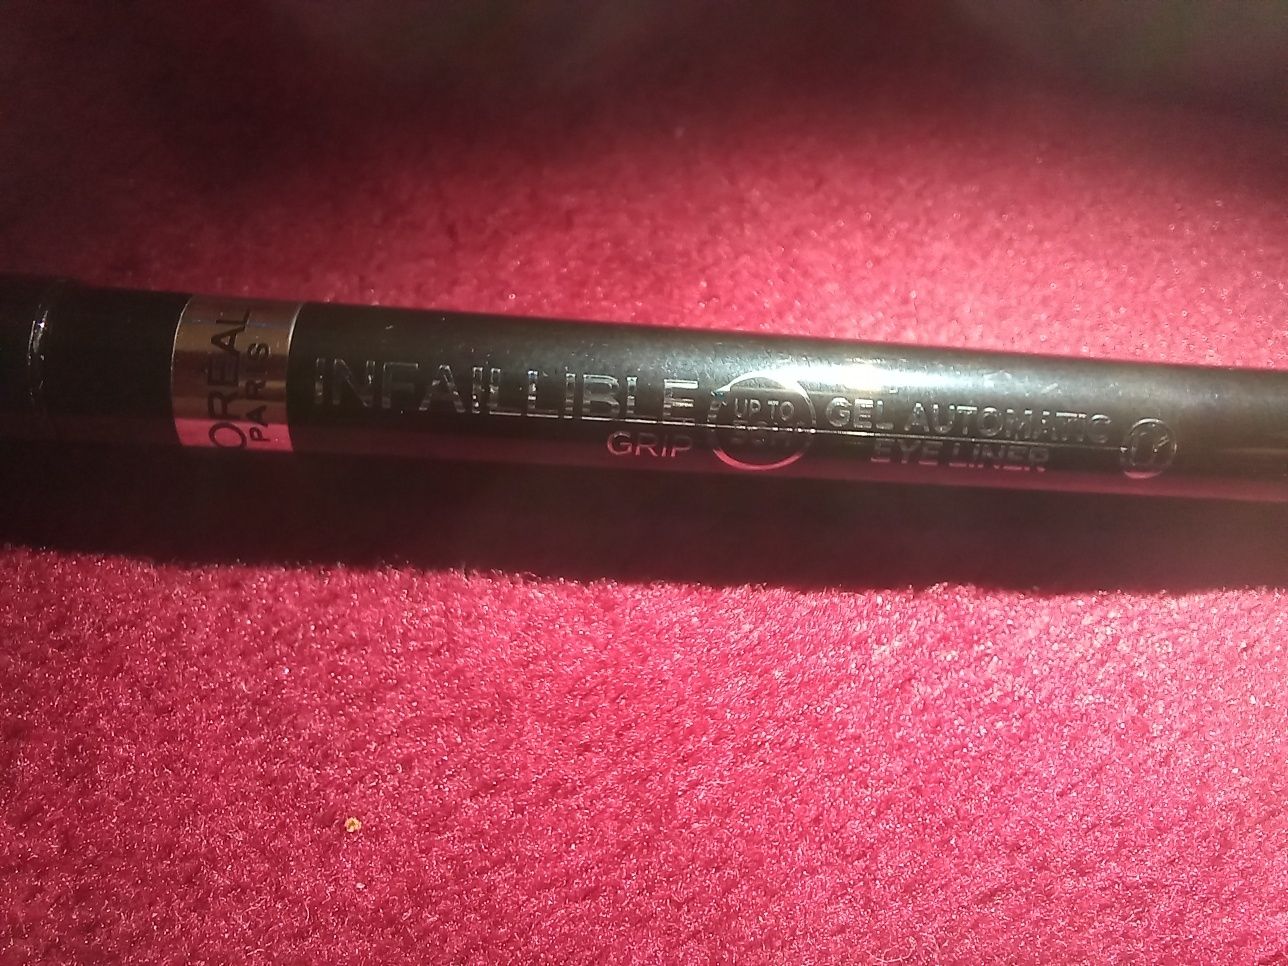 L'ORÉAL
PARIS
INFAILLIBLE
GRIP
UP TO
GEL AUTOMATIC
EYE LINER